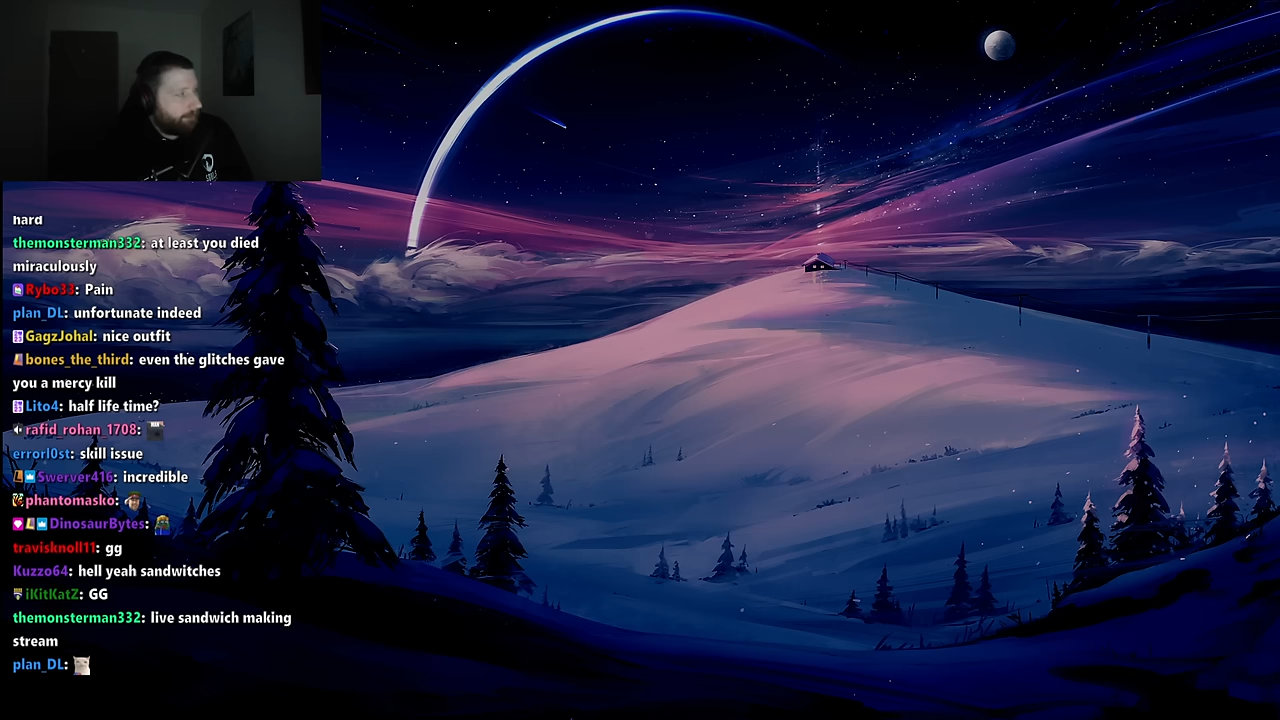 hard
themonsterman332: at least you died
miraculously
Rybo33: Pain
plan_DL: unfortunate indeed
GagzJohal: nice outfit
bones_the_third: even the glitches gave
you a mercy kill
Lito4: half life time?
rafid_rohan_1708:
errorl0st: skill issue
Swerver416: incredible
phantomasko:
DinosaurBytes:
travisknoll11: gg
Kuzzo64: hell yeah sandwitches
iKitKatZ: GG
themonsterman332: live sandwich making
stream
plan_DL: